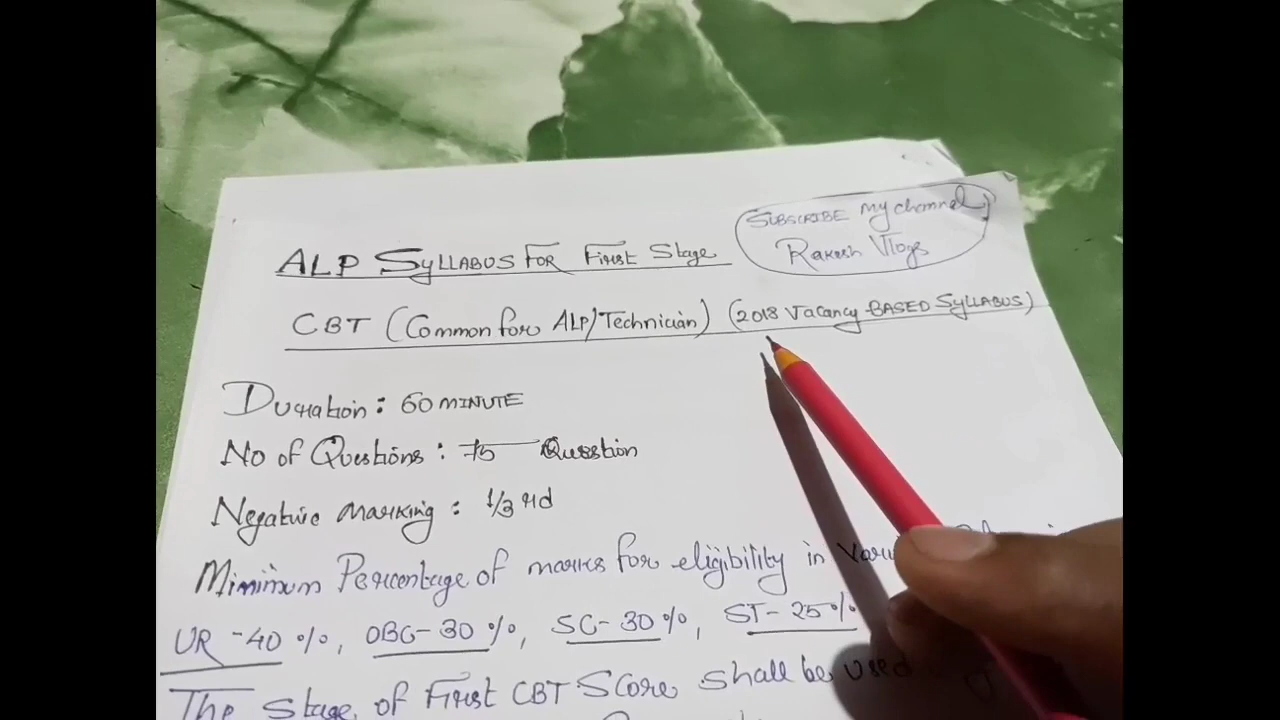 SUBSCRIBE my channel
Rakesh Vlogs
ALP SYLLABUS FOR First Stage
CBT (Common for ALP/Technician) (2018 Vacancy BASED SYLLABUS)
Duration : 60 MINUTE
No of Questions : 75 Question
Negative marking : 1/3 rd
Minimum Percentage of marks for eligibility in
UR - 40 %, OBC - 30 %, SC - 30 %, ST - 25 %
The stage of First CBT Score shall be used